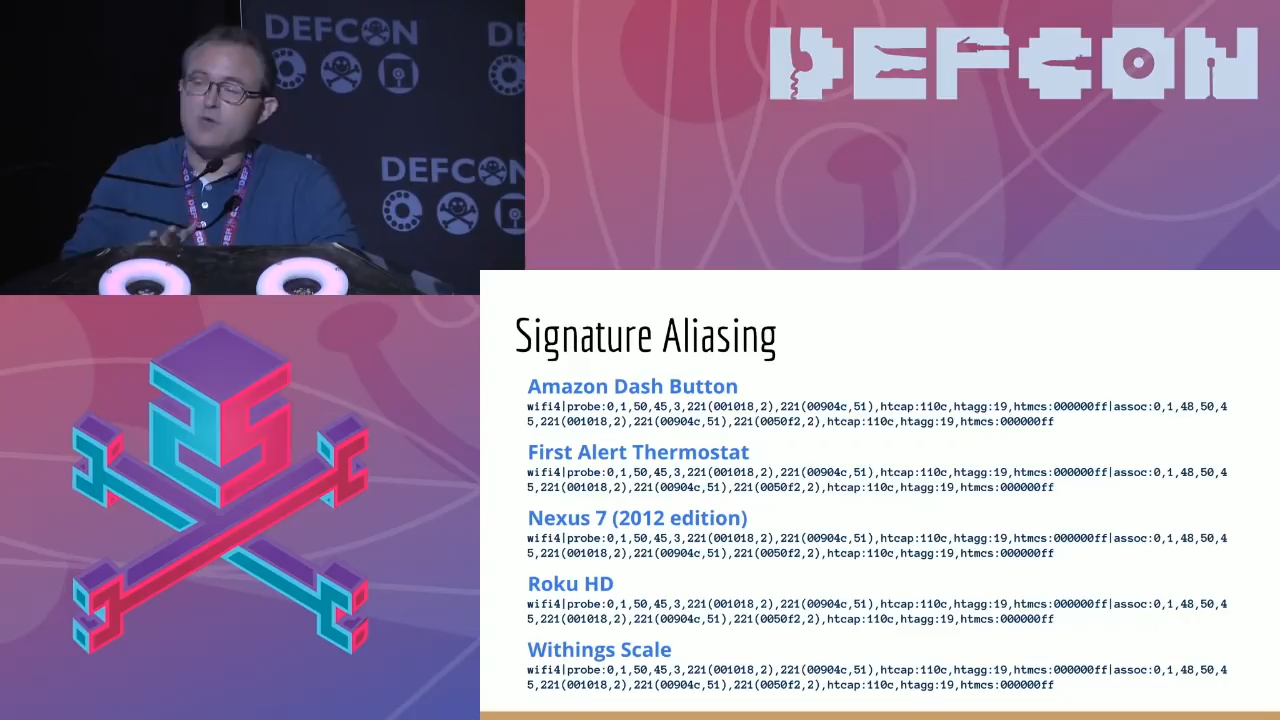 DEFCON
DE
DEFCON
DEFCON
Signature Aliasing
Amazon Dash Button
wifi4|probe:0,1,50,45,3,221(001018,2),221(00904c,51),htcap:110c,htagg:19,htmcs:000000ff|assoc:0,1,48,50,4
5,221(001018,2),221(00904c,51),221(0050f2,2),htcap:110c,htagg:19,htmcs:000000ff
First Alert Thermostat
wifi4|probe:0,1,50,45,3,221(001018,2),221(00904c,51),htcap:110c,htagg:19,htmcs:000000ff|assoc:0,1,48,50,4
5,221(001018,2),221(00904c,51),221(0050f2,2),htcap:110c,htagg:19,htmcs:000000ff
Nexus 7 (2012 edition)
wifi4|probe:0,1,50,45,3,221(001018,2),221(00904c,51),htcap:110c,htagg:19,htmcs:000000ff|assoc:0,1,48,50,4
5,221(001018,2),221(00904c,51),221(0050f2,2),htcap:110c,htagg:19,htmcs:000000ff
Roku HD
wifi4|probe:0,1,50,45,3,221(001018,2),221(00904c,51),htcap:110c,htagg:19,htmcs:000000ff|assoc:0,1,48,50,4
5,221(001018,2),221(00904c,51),221(0050f2,2),htcap:110c,htagg:19,htmcs:000000ff
Withings Scale
wifi4|probe:0,1,50,45,3,221(001018,2),221(00904c,51),htcap:110c,htagg:19,htmcs:000000ff|assoc:0,1,48,50,4
5,221(001018,2),221(00904c,51),221(0050f2,2),htcap:110c,htagg:19,htmcs:000000ff